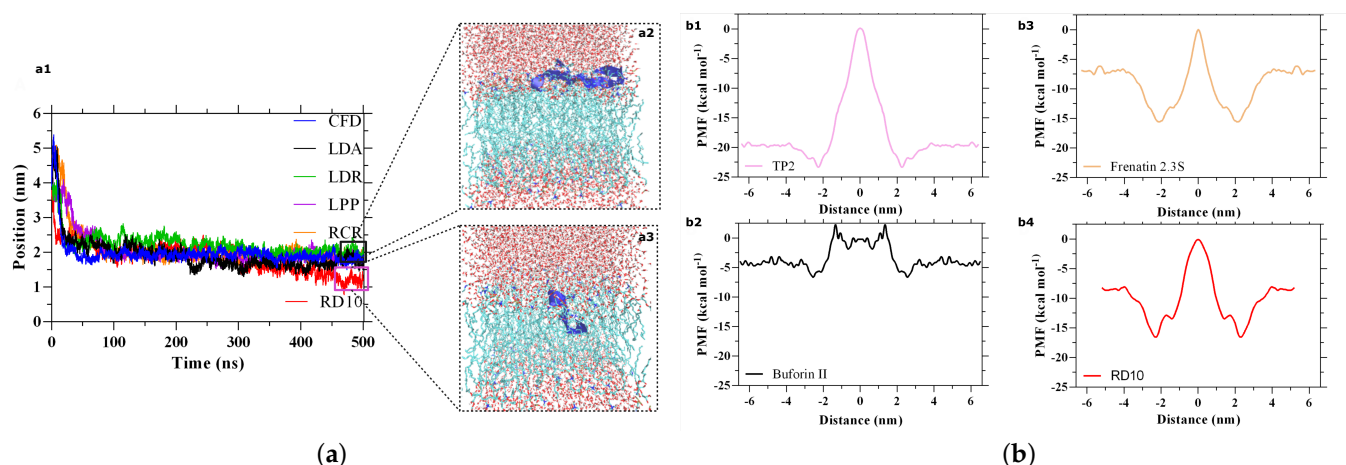 a1
Position (nm)
6
5
4
3
2
1
0
CFD
LDA
LDR
LPP
RCR
RD10
0 100 200 300 400 500
Time (ns)
a2
a3
(a)
b1
PMF (kcal mol-1)
0
-5
-10
-15
-20
-25
TP2
-6 -4 -2 0 2 4 6
Distance (nm)
b2
PMF (kcal mol-1)
0
-5
-10
-15
-20
-25
Buforin II
-6 -4 -2 0 2 4 6
Distance (nm)
b3
PMF (kcal mol-1)
0
-5
-10
-15
-20
-25
Frenatin 2.3S
-6 -4 -2 0 2 4 6
Distance (nm)
b4
PMF (kcal mol-1)
0
-5
-10
-15
-20
-25
RD10
-6 -4 -2 0 2 4 6
Distance (nm)
(b)